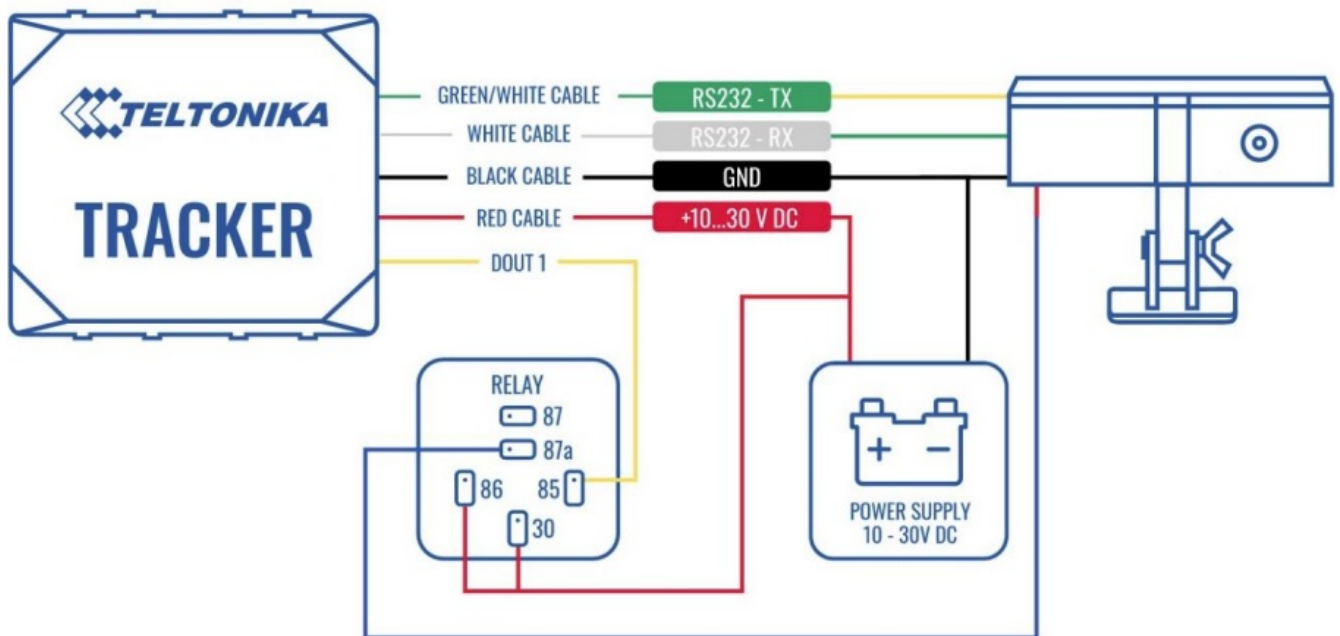 TELTONIKA
TRACKER
GREEN/WHITE CABLE RS232 - TX
WHITE CABLE RS232 - RX
BLACK CABLE GND
RED CABLE +10...30 V DC
DOUT 1
RELAY
87
87a
86 85
30
+ -
POWER SUPPLY
10 - 30V DC